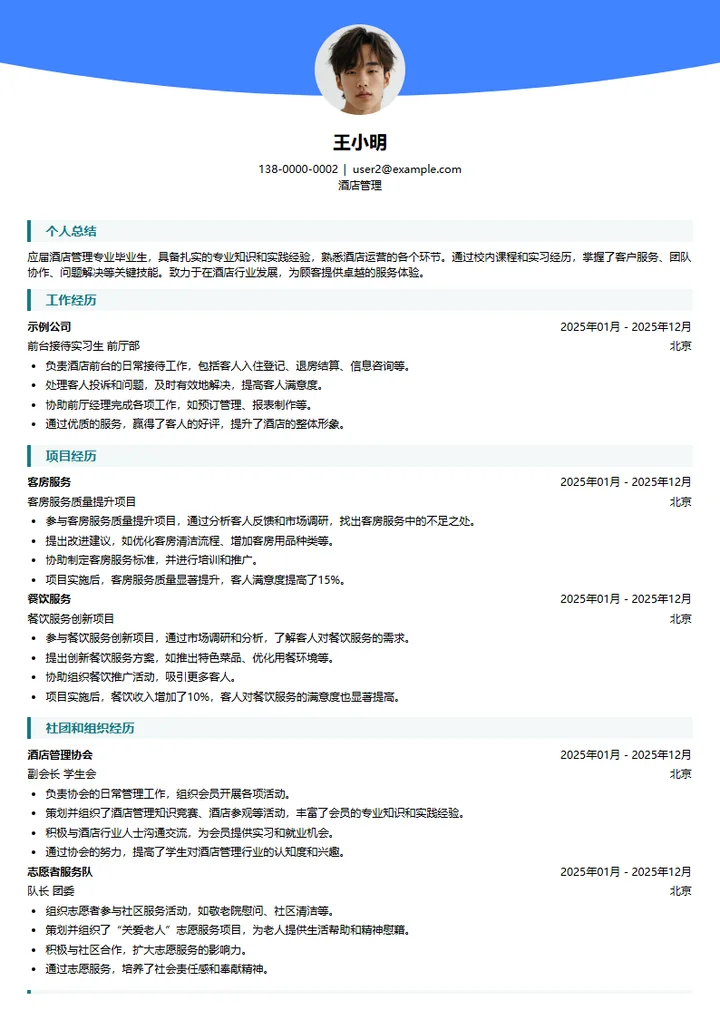 王小明
138-0000-0002 | user2@example.com
酒店管理
个人总结
应届酒店管理专业毕业生，具备扎实的专业知识和实践经验，熟悉酒店运营的各个环节。通过校内课程和实习经历，掌握了客户服务、团队
协作、问题解决等关键技能。致力于在酒店行业发展，为顾客提供卓越的服务体验。
工作经历
示例公司 2025年01月 - 2025年12月
前台接待实习生 前厅部 北京
• 负责酒店前台的日常接待工作，包括客人入住登记、退房结算、信息咨询等。
• 处理客人投诉和问题，及时有效地解决，提高客人满意度。
• 协助前厅经理完成各项工作，如预订管理、报表制作等。
• 通过优质的服务，赢得了客人的好评，提升了酒店的整体形象。
项目经历
客房服务 2025年01月 - 2025年12月
客房服务质量提升项目 北京
• 参与客房服务质量提升项目，通过分析客人反馈和市场调研，找出客房服务中的不足之处。
• 提出改进建议，如优化客房清洁流程、增加客房用品种类等。
• 协助制定客房服务标准，并进行培训和推广。
• 项目实施后，客房服务质量显著提升，客人满意度提高了15%。
餐饮服务 2025年01月 - 2025年12月
餐饮服务创新项目 北京
• 参与餐饮服务创新项目，通过市场调研和分析，了解客人对餐饮服务的需求。
• 提出创新餐饮服务方案，如推出特色菜品、优化用餐环境等。
• 协助组织餐饮推广活动，吸引更多客人。
• 项目实施后，餐饮收入增加了10%，客人对餐饮服务的满意度也显著提高。
社团和组织经历
酒店管理协会 2025年01月 - 2025年12月
副会长 学生会 北京
• 负责协会的日常管理工作，组织会员开展各项活动。
• 策划并组织了酒店管理知识竞赛、酒店参观等活动，丰富了会员的专业知识和实践经验。
• 积极与酒店行业人士沟通交流，为会员提供实习和就业机会。
• 通过协会的努力，提高了学生对酒店管理行业的认知度和兴趣。
志愿者服务队 2025年01月 - 2025年12月
队长 团委 北京
• 组织志愿者参与社区服务活动，如敬老院慰问、社区清洁等。
• 策划并组织了“关爱老人”志愿服务项目，为老人提供生活帮助和精神慰藉。
• 积极与社区合作，扩大志愿服务的影响力。
• 通过志愿服务，培养了社会责任感和奉献精神。